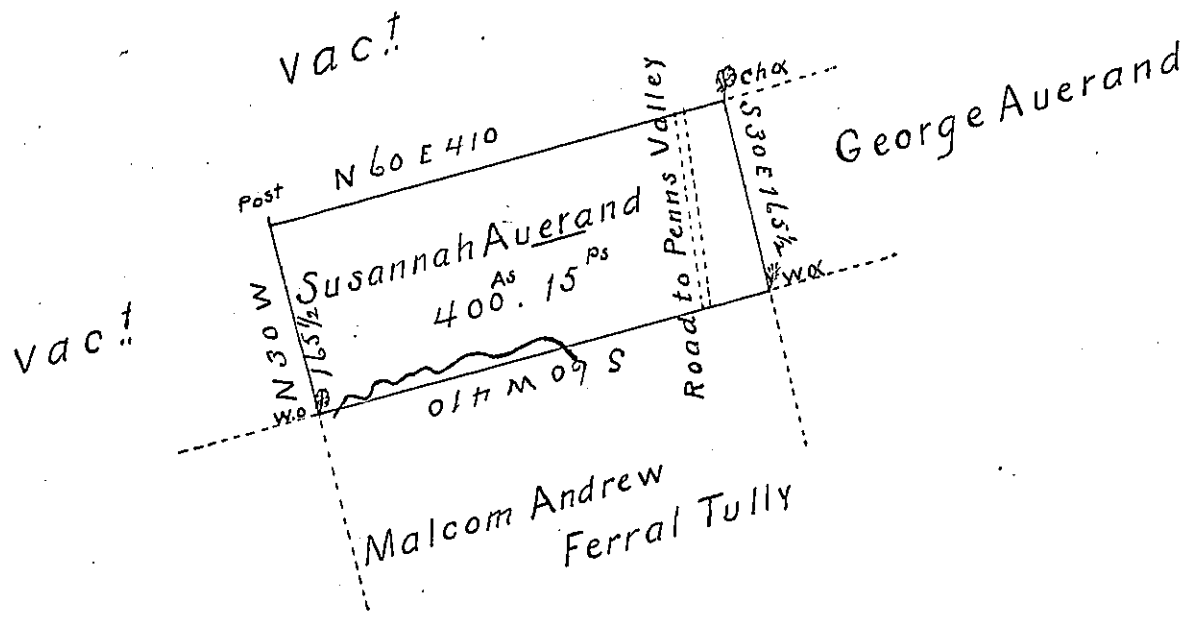 Vac.t
Chα
George Auerand
Post
N 60 E 410
Road to Penns Valley
S 30 E 165½
Susannah Auerand
400.As 15 Ps
Vac.t
N 30 W
165½
W.α
W.o
S 60 W 410
Malcom Andrew
Ferral Tully